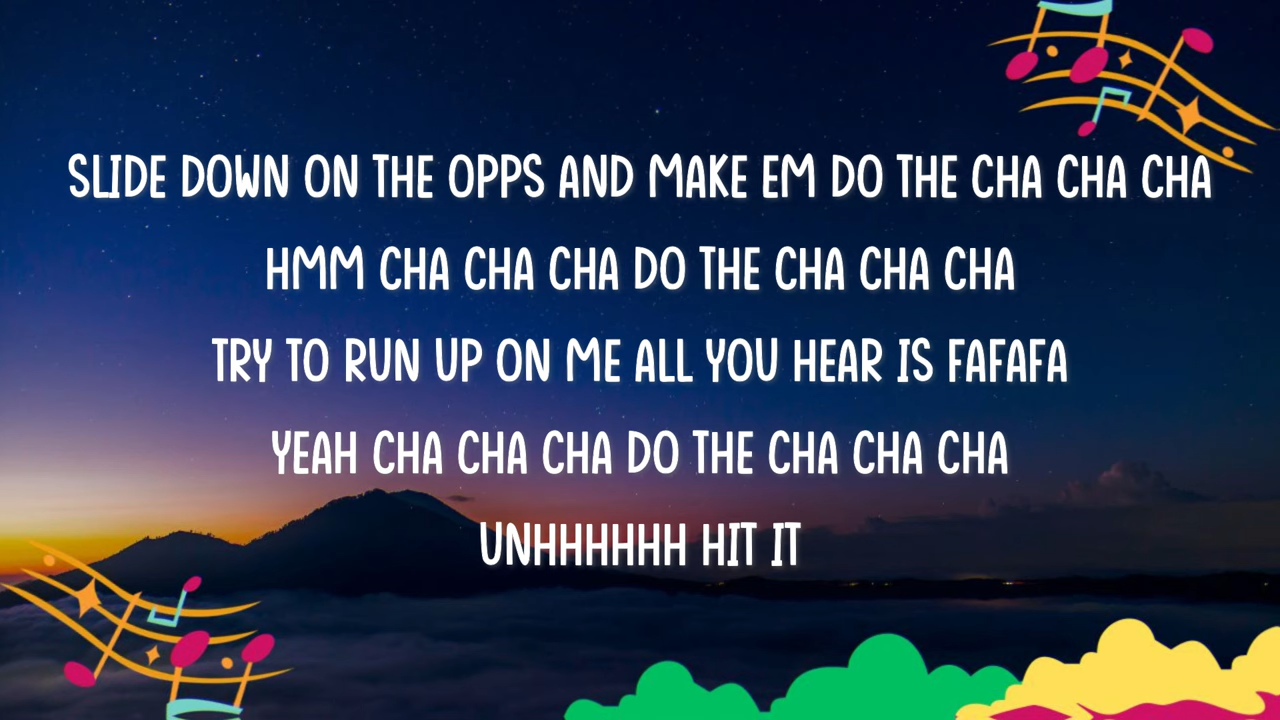 SLIDE DOWN ON THE OPPS AND MAKE EM DO THE CHA CHA CHA
HMM CHA CHA CHA DO THE CHA CHA CHA
TRY TO RUN UP ON ME ALL YOU HEAR IS FAFAFA
YEAH CHA CHA CHA DO THE CHA CHA CHA
UNHHHHHH HIT IT